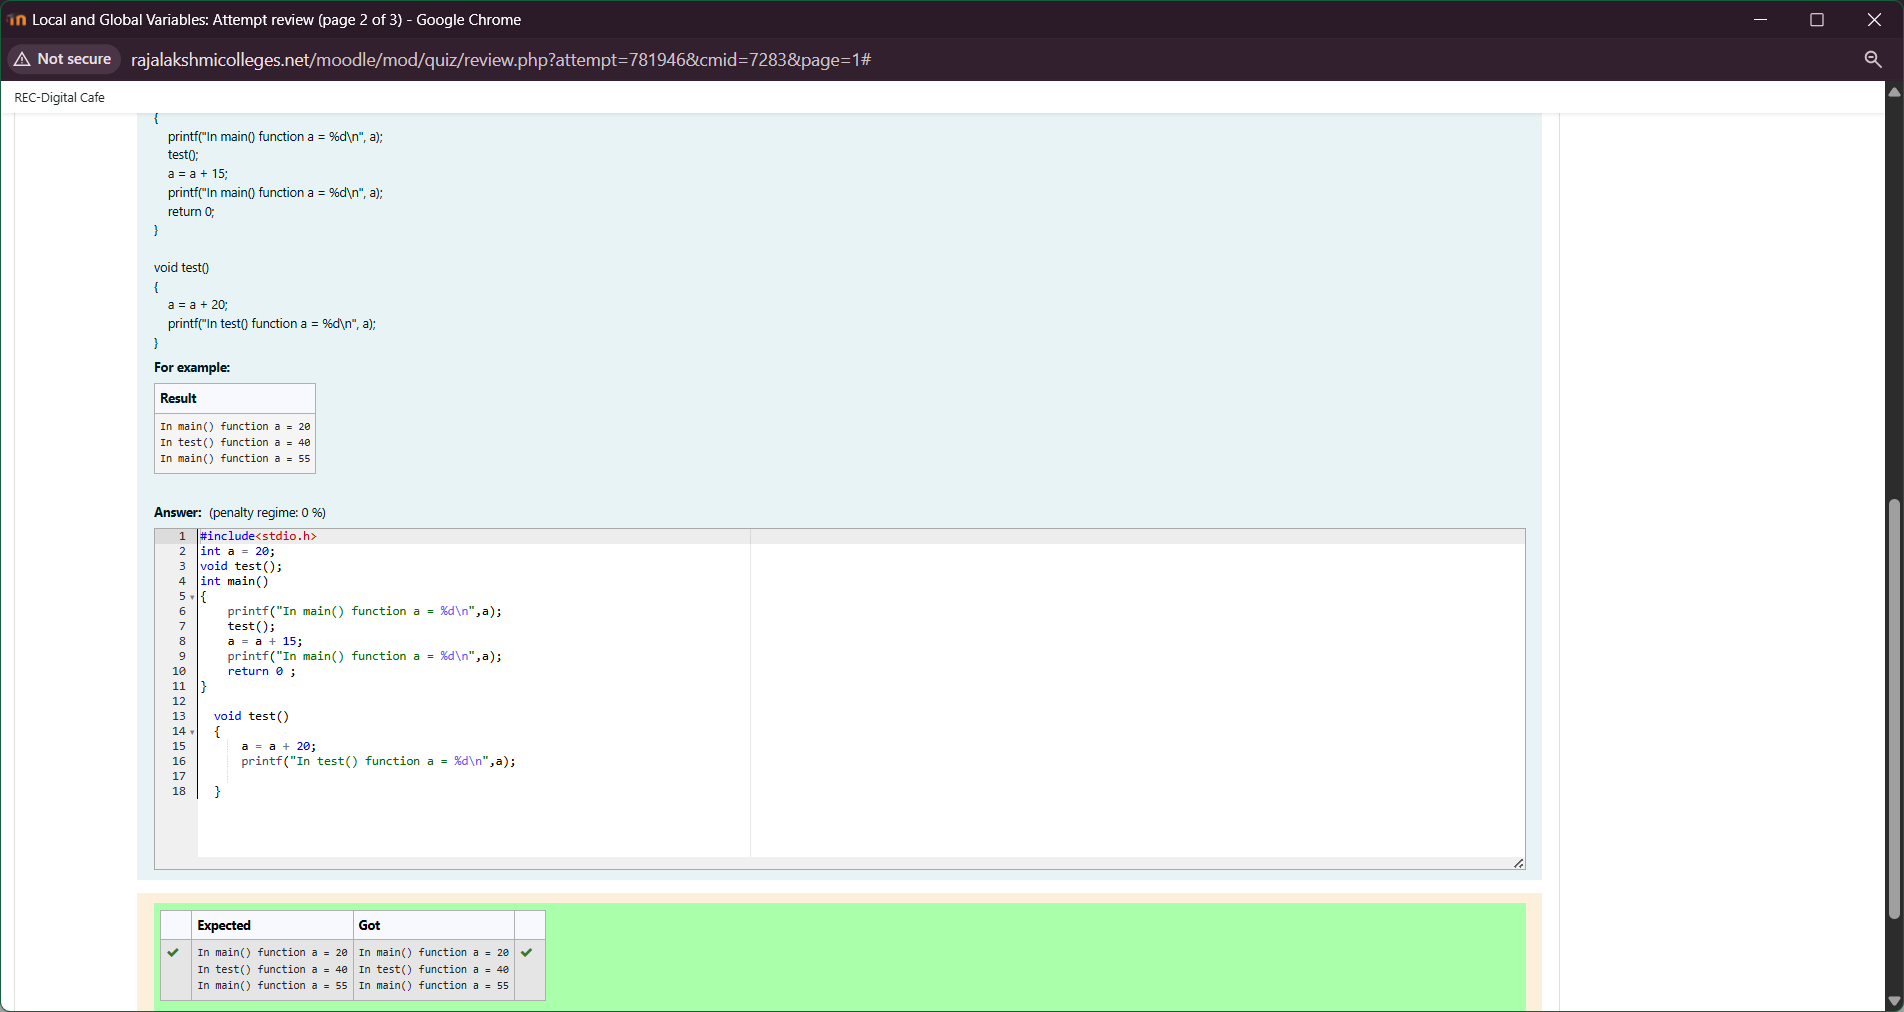 Local and Global Variables: Attempt review (page 2 of 3) - Google Chrome
Not secure
rajalakshmicolleges.net/moodle/mod/quiz/review.php?attempt=781946&cmid=7283&page=1#
REC-Digital Cafe
{
printf("In main() function a = %d\n", a);
test();
a = a + 15;
printf("In main() function a = %d\n", a);
return 0;
}
void test()
{
a = a + 20;
printf("In test() function a = %d\n", a);
}
For example:
Result
In main() function a = 20
In test() function a = 40
In main() function a = 55
Answer: (penalty regime: 0 %)
1 #include<stdio.h>
2 int a = 20;
3 void test();
4 int main()
5 {
6 printf("In main() function a = %d\n",a);
7 test();
8 a = a + 15;
9 printf("In main() function a = %d\n",a);
10 return 0 ;
11 }
12
13 void test()
14 {
15 a = a + 20;
16 printf("In test() function a = %d\n",a);
17
18 }
Expected Got
In main() function a = 20 In main() function a = 20
In test() function a = 40 In test() function a = 40
In main() function a = 55 In main() function a = 55